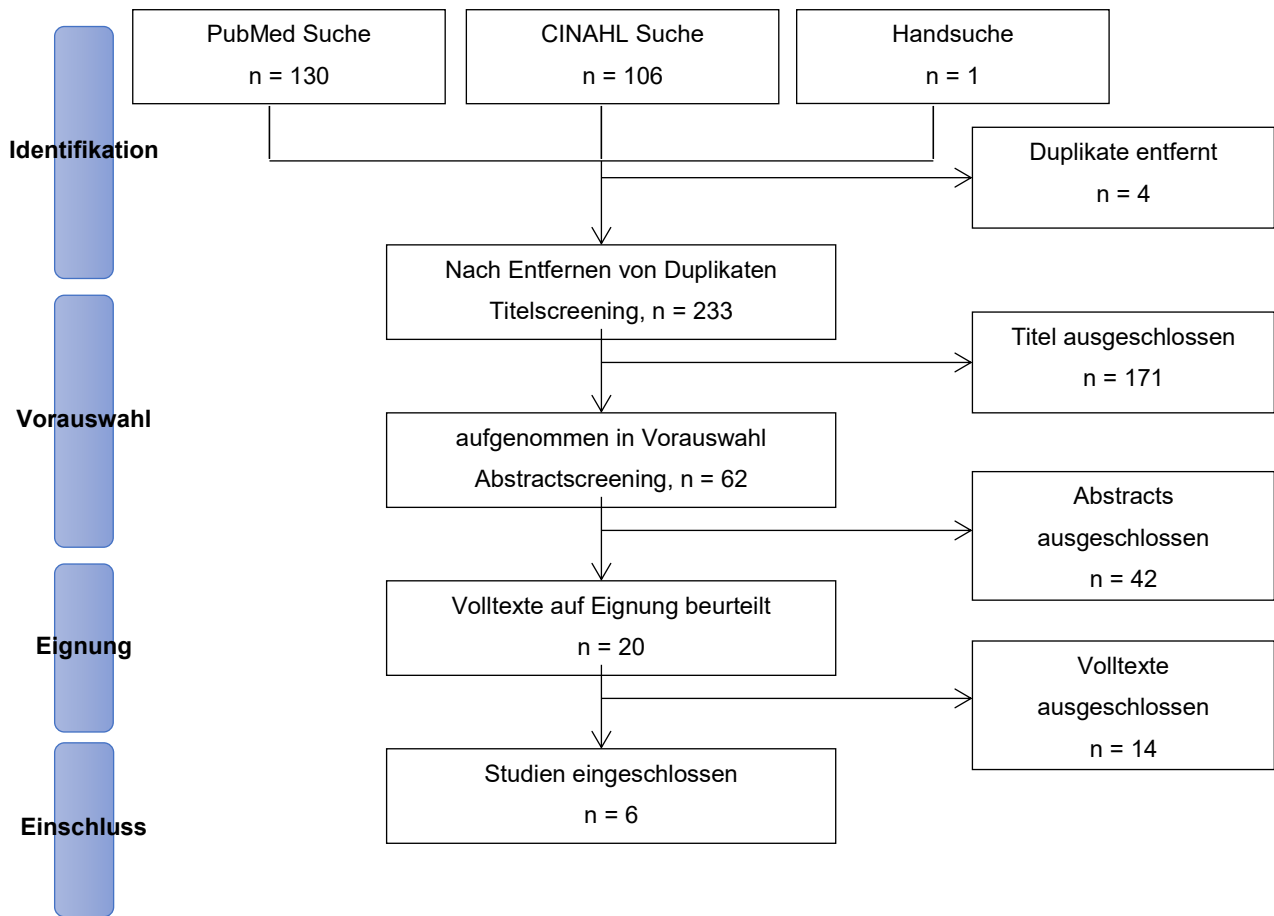 PubMed Suche
n = 130
CINAHL Suche
n = 106
Handsuche
n = 1
Identifikation
Duplikate entfernt
n = 4
Nach Entfernen von Duplikaten
Titelscreening, n = 233
Titel ausgeschlossen
n = 171
Vorauswahl
aufgenommen in Vorauswahl
Abstractscreening, n = 62
Abstracts
ausgeschlossen
n = 42
Eignung
Volltexte auf Eignung beurteilt
n = 20
Volltexte
ausgeschlossen
n = 14
Einschluss
Studien eingeschlossen
n = 6